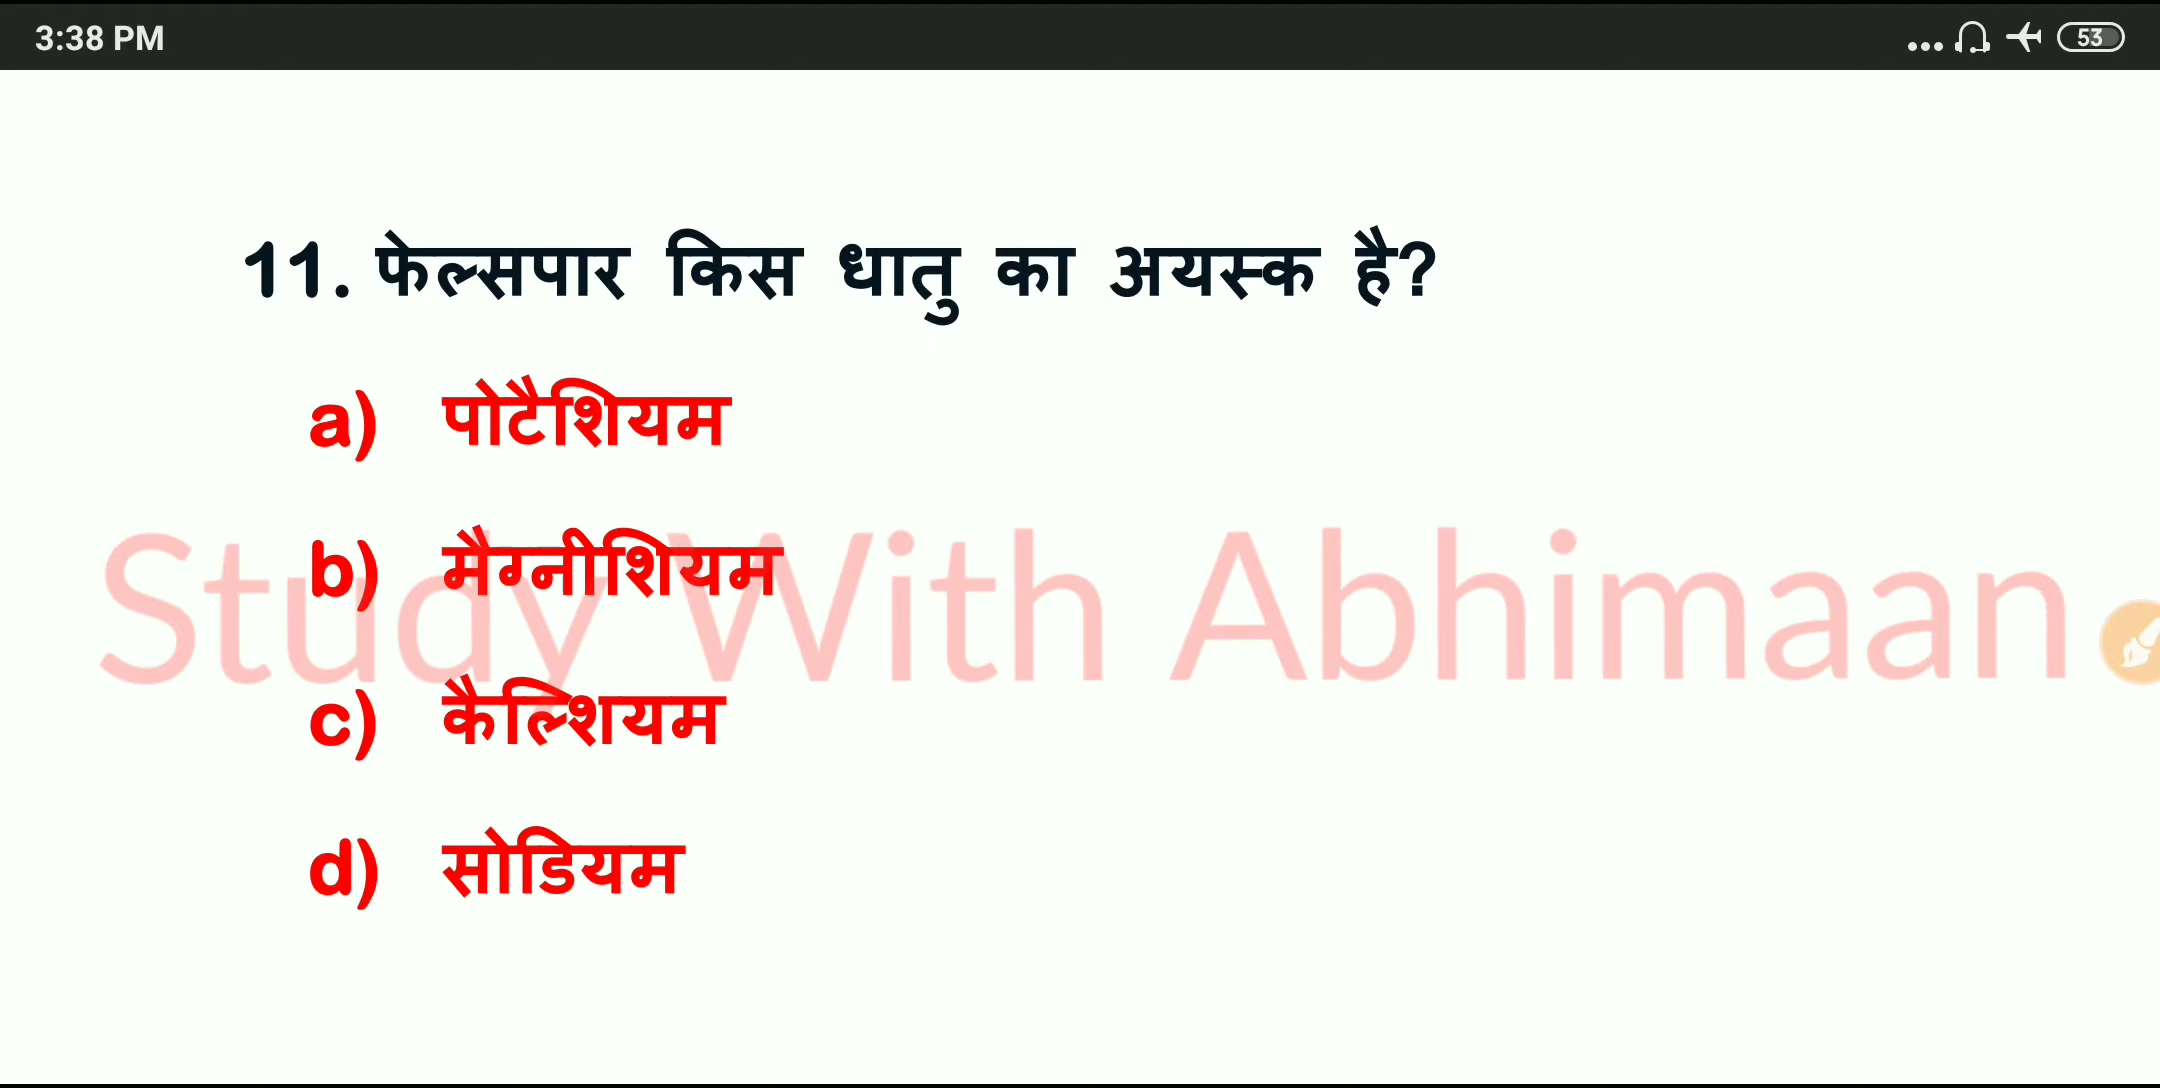 3:38 PM 53
11. फेल्सपार किस धातु का अयस्क है?
a) पोटैशियम
b) मैग्नीशियम
Study With Abhimaan
c) कैल्शियम
d) सोडियम